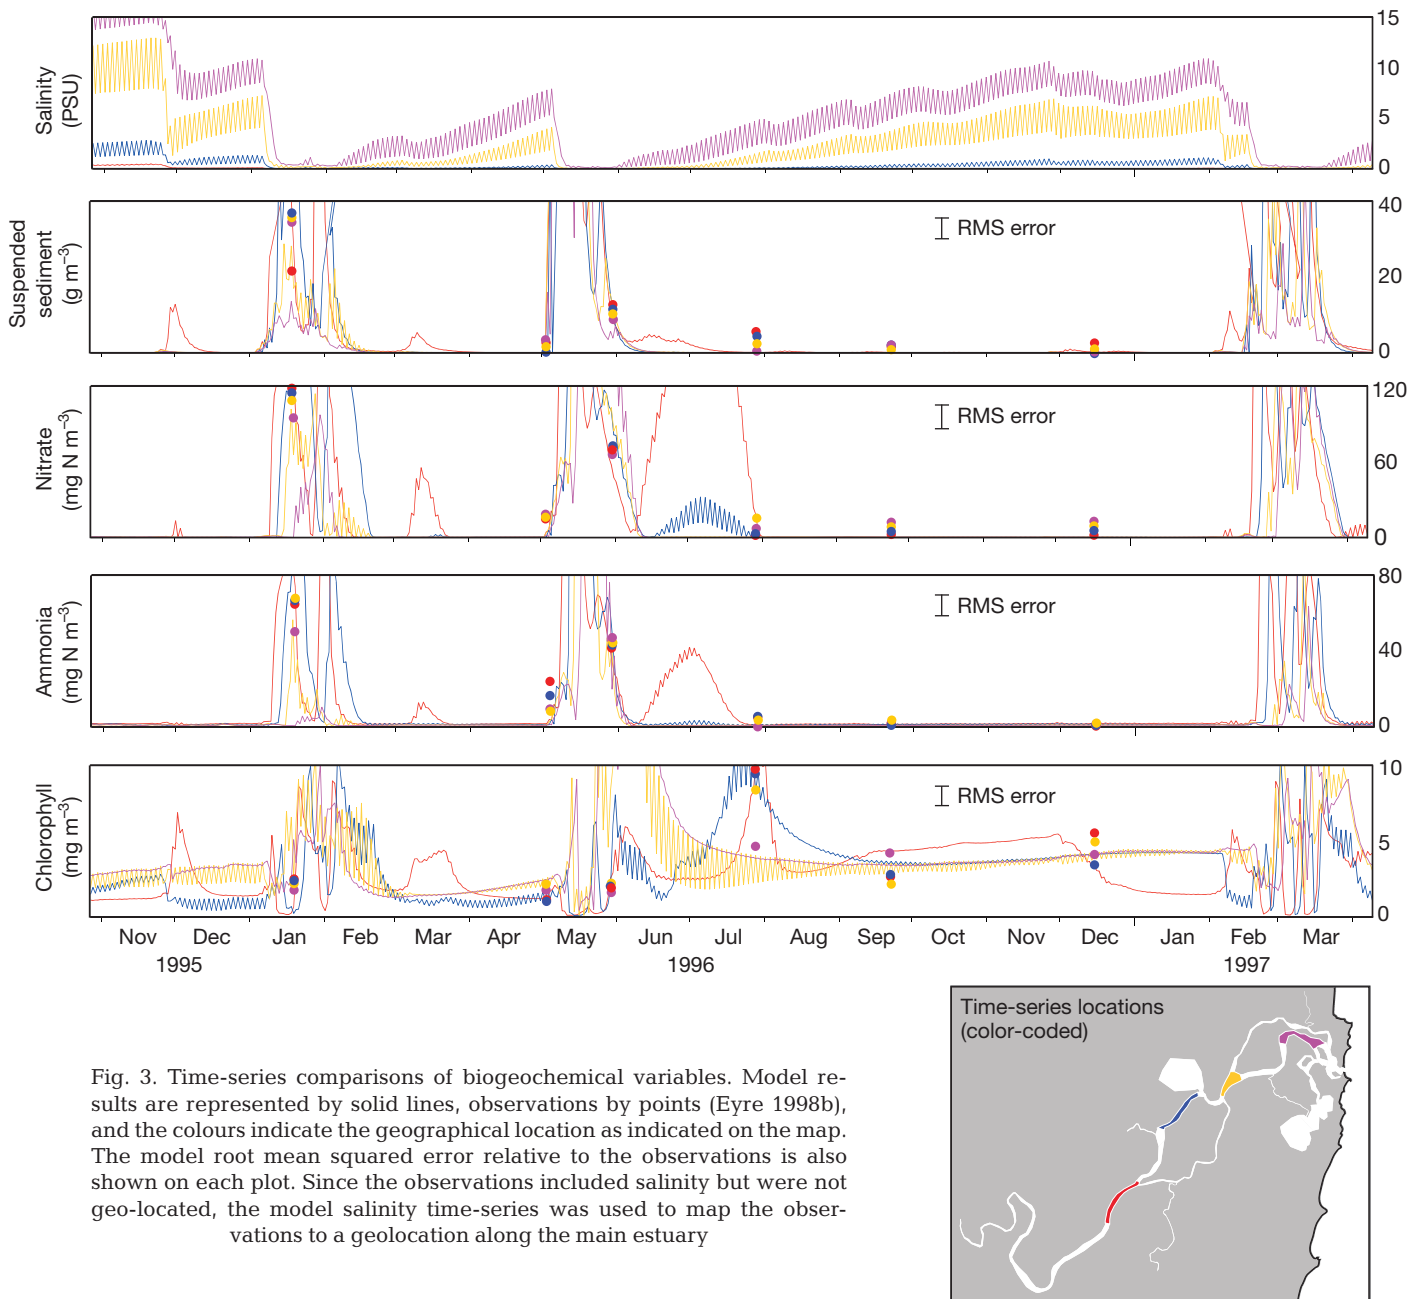 15
10
5
0
Salinity
(PSU)
40
20
0
Suspended
sediment
(g m⁻³)
RMS error
120
60
0
Nitrate
(mg N m⁻³)
RMS error
80
40
0
Ammonia
(mg N m⁻³)
RMS error
10
5
0
Chlorophyll
(mg m⁻³)
RMS error
Nov Dec Jan Feb Mar Apr May Jun Jul Aug Sep Oct Nov Dec Jan Feb Mar
1995 1996 1997
Time-series locations
(color-coded)
Fig. 3. Time-series comparisons of biogeochemical variables. Model re-
sults are represented by solid lines, observations by points (Eyre 1998b),
and the colours indicate the geographical location as indicated on the map.
The model root mean squared error relative to the observations is also
shown on each plot. Since the observations included salinity but were not
geo-located, the model salinity time-series was used to map the obser-
vations to a geolocation along the main estuary